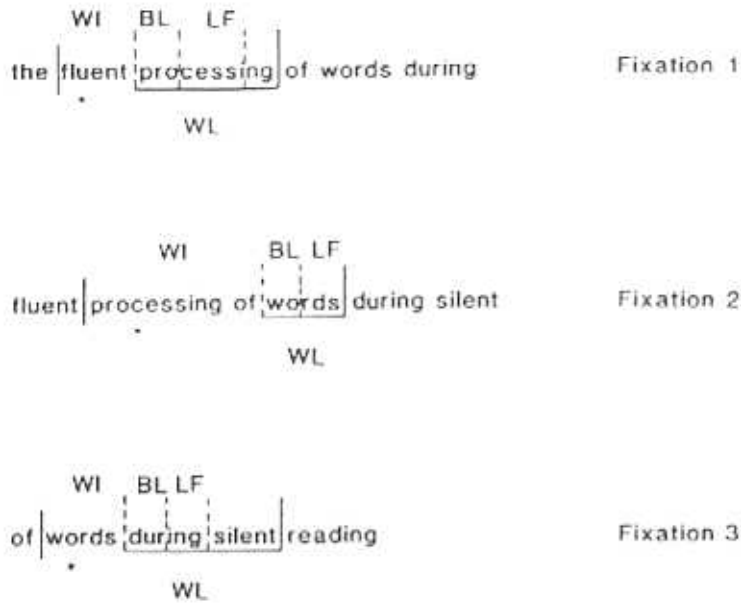 WI BL LF
the fluent processing of words during Fixation 1
WL
WI BL LF
fluent processing of words during silent Fixation 2
WL
WI BL LF
of words during silent reading Fixation 3
WL